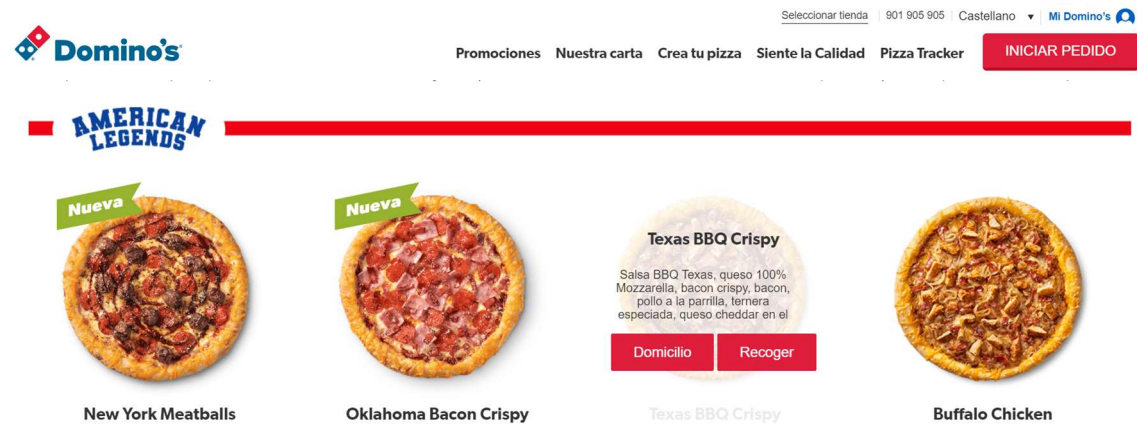 Seleccionar tienda 901 905 905 Castellano Mi Domino's
Domino's
Promociones Nuestra carta Crea tu pizza Siente la Calidad Pizza Tracker INICIAR PEDIDO
AMERICAN
LEGENDS
Nueva
Nueva
Texas BBQ Crispy
Salsa BBQ Texas, queso 100%
Mozzarella, bacon crispy, bacon,
pollo a la parrilla, ternera
especiada, queso cheddar en el
Domicilio Recoger
New York Meatballs Oklahoma Bacon Crispy Texas BBQ Crispy Buffalo Chicken